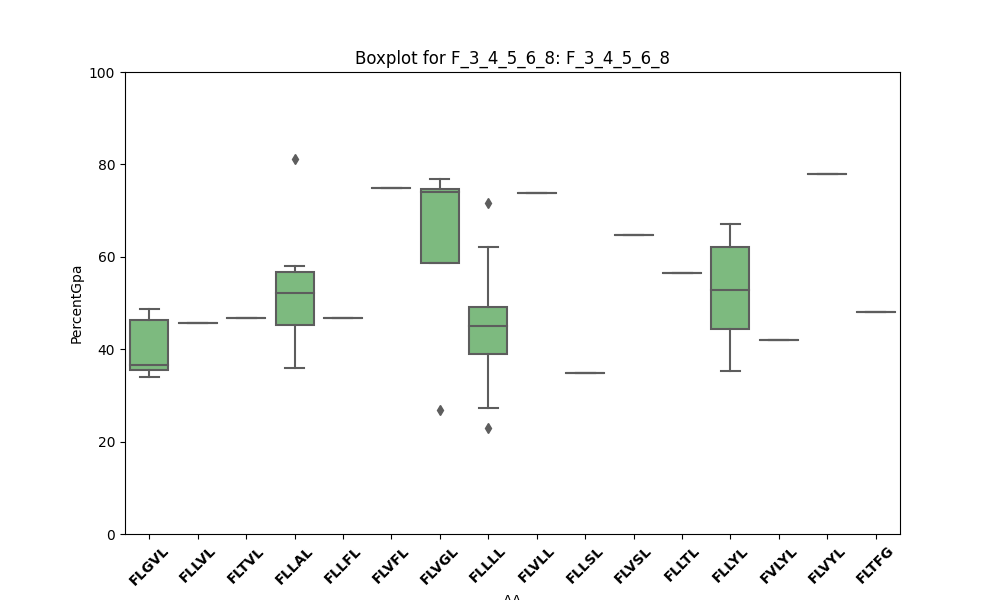 Boxplot for F_3_4_5_6_8: F_3_4_5_6_8
100
80
60
40
20
0
PercentGpa
FLGVL
FLLVL
FLTVL
FLLAL
FLLFL
FLVFL
FLVGL
FLLLL
FLVLL
FLLSL
FLVSL
FLLTL
FLLYL
FVLYL
FLVYL
FLTFG
AA